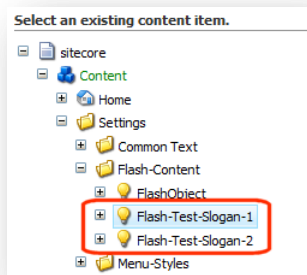 Select an existing content item.
sitecore
Content
Home
Settings
Common Text
Flash-Content
FlashObject
Flash-Test-Slogan-1
Flash-Test-Slogan-2
Menu-Styles